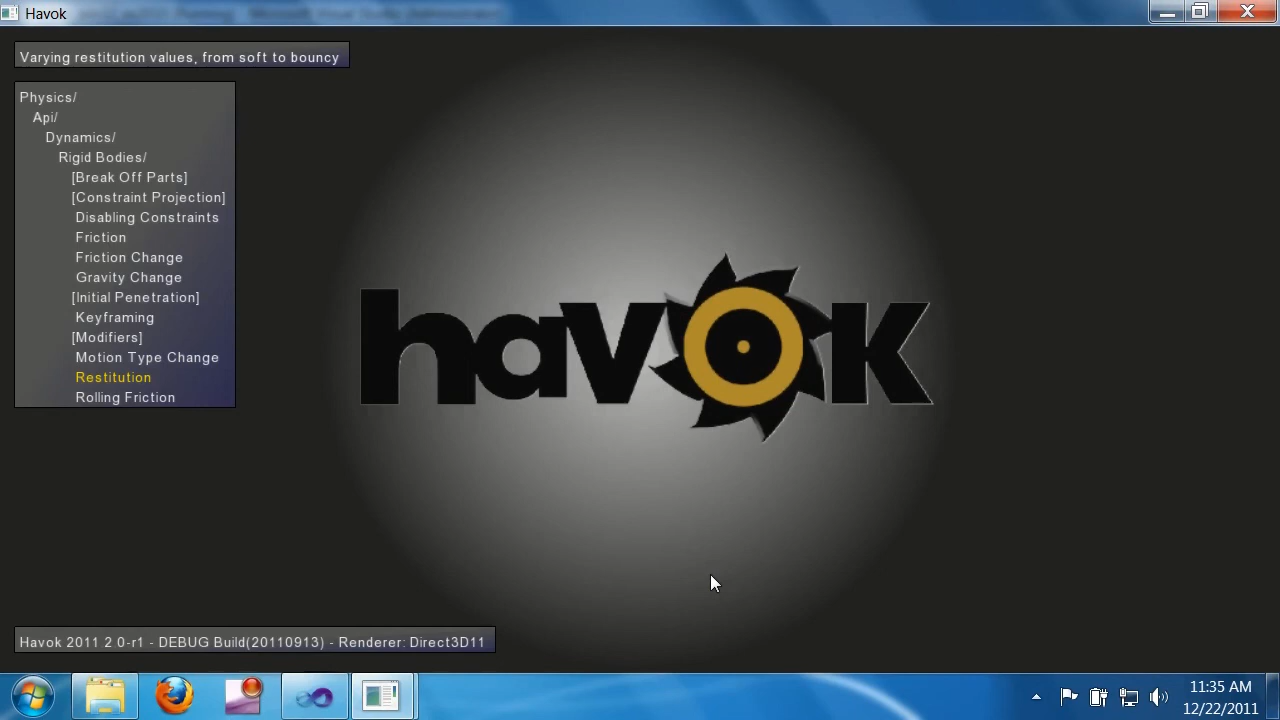 Havok
Varying restitution values, from soft to bouncy
Physics/
Api/
Dynamics/
Rigid Bodies/
[Break Off Parts]
[Constraint Projection]
Disabling Constraints
Friction
Friction Change
Gravity Change
[Initial Penetration]
Keyframing
[Modifiers]
Motion Type Change
Restitution
Rolling Friction
havok
Havok 2011 2.0-r1 - DEBUG Build(20110913) - Renderer: Direct3D11
11:35 AM
12/22/2011